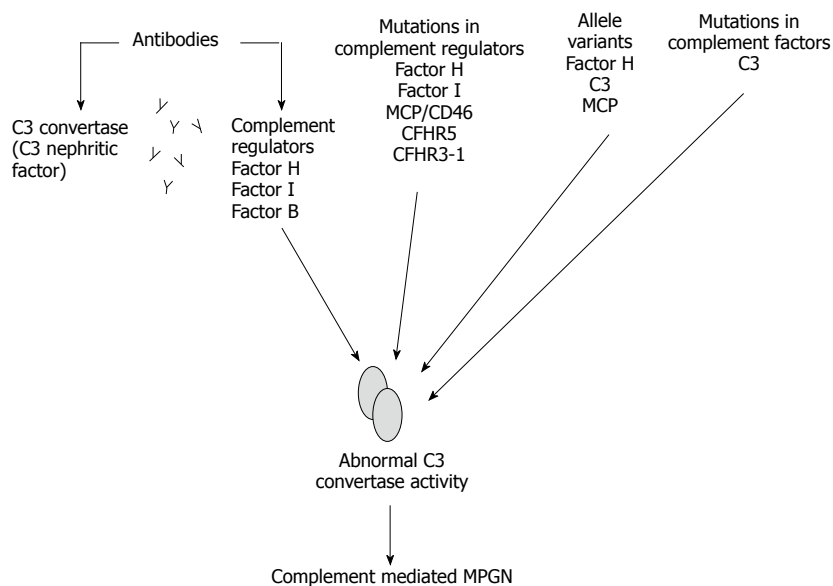 Antibodies
C3 convertase
(C3 nephritic
factor)
Complement
regulators
Factor H
Factor I
Factor B
Mutations in
complement regulators
Factor H
Factor I
MCP/CD46
CFHR5
CFHR3-1
Allele
variants
Factor H
C3
MCP
Mutations in
complement factors
C3
Abnormal C3
convertase activity
Complement mediated MPGN